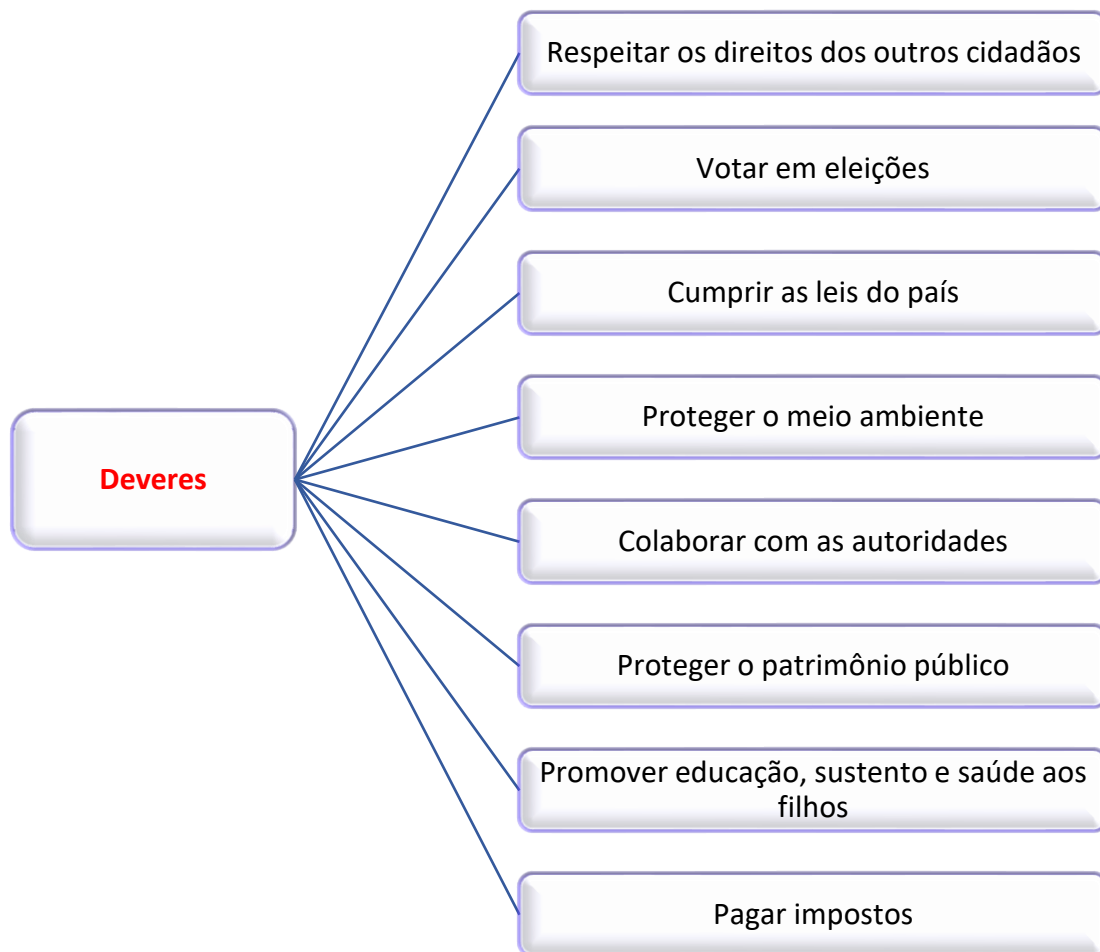 Respeitar os direitos dos outros cidadãos
Votar em eleições
Cumprir as leis do país
Proteger o meio ambiente
Deveres
Colaborar com as autoridades
Proteger o patrimônio público
Promover educação, sustento e saúde aos
filhos
Pagar impostos